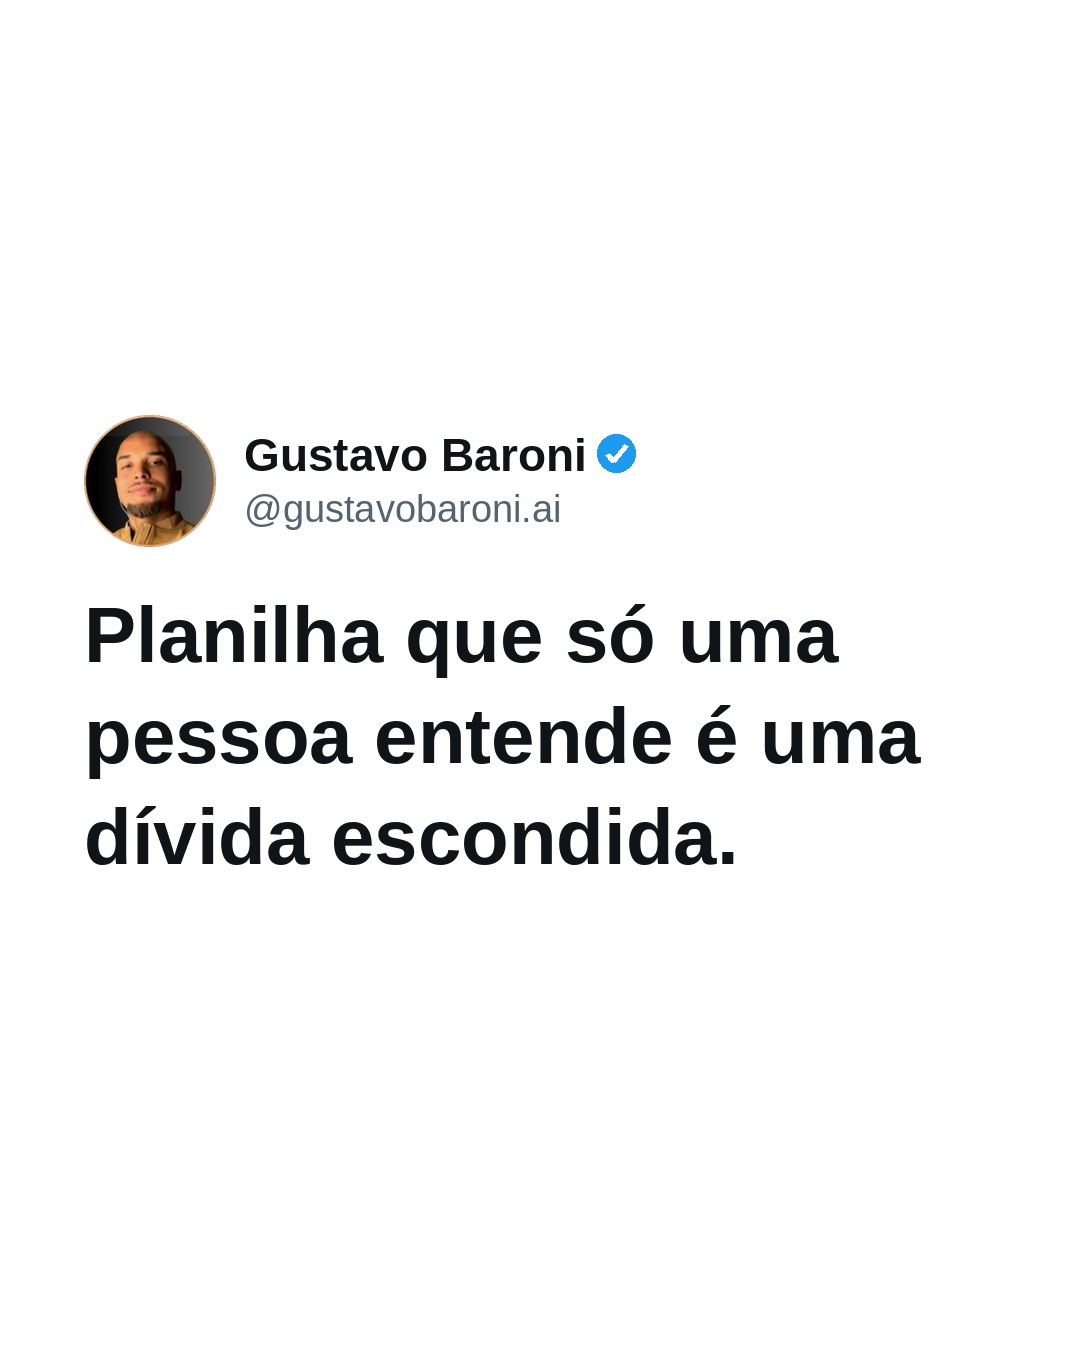 Gustavo Baroni
@gustavobaroni.ai
Planilha que só uma
pessoa entende é uma
dívida escondida.